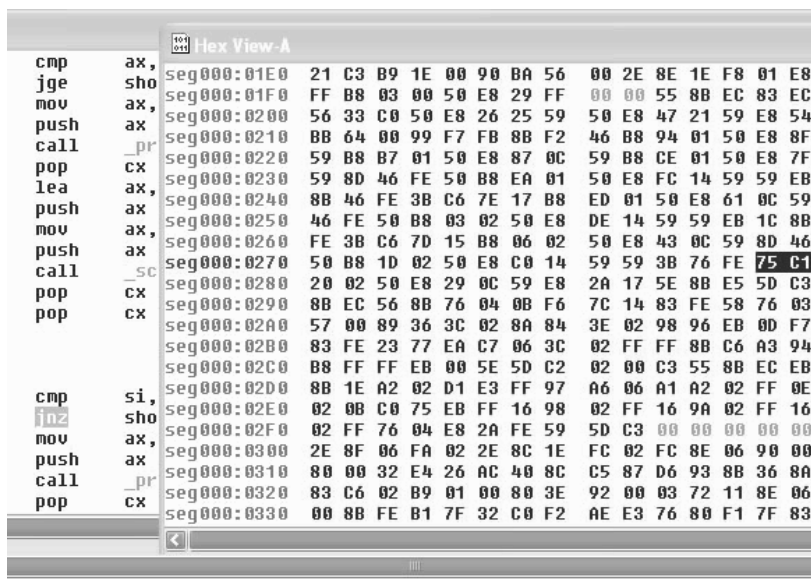 Hex View-A
cmp ax,
jge sho
mov ax,
push ax
call _pr
pop cx
lea ax,
push ax
mov ax,
push ax
call _sc
pop cx
pop cx
cmp si,
jnz sho
mov ax,
push ax
call _pr
pop cx
seg000:01E0 21 C3 B9 1E 00 90 BA 56 00 2E 8E 1E F8 01 E8
seg000:01F0 FF B8 03 00 50 E8 29 FF 00 00 55 8B EC 83 EC
seg000:0200 56 33 C0 50 E8 26 25 59 50 E8 47 21 59 E8 54
seg000:0210 BB 64 00 99 F7 FB 8B F2 46 B8 94 01 50 E8 8F
seg000:0220 59 B8 B7 01 50 E8 87 0C 59 B8 CE 01 50 E8 7F
seg000:0230 59 8D 46 FE 50 B8 EA 01 50 E8 FC 14 59 59 EB
seg000:0240 8B 46 FE 3B C6 7E 17 B8 ED 01 50 E8 61 0C 59
seg000:0250 46 FE 50 B8 03 02 50 E8 DE 14 59 59 EB 1C 8B
seg000:0260 FE 3B C6 7D 15 B8 06 02 50 E8 43 0C 59 8D 46
seg000:0270 50 B8 1D 02 50 E8 C0 14 59 59 3B 76 FE 75 C1
seg000:0280 20 02 50 E8 29 0C 59 E8 2A 17 5E 8B E5 5D C3
seg000:0290 8B EC 56 8B 76 04 0B F6 7C 14 83 FE 58 76 03
seg000:02A0 57 00 89 36 3C 02 8A 84 3E 02 98 96 EB 0D F7
seg000:02B0 83 FE 23 77 EA C7 06 3C 02 FF FF 8B C6 A3 94
seg000:02C0 B8 FF FF EB 00 5E 5D C2 02 00 C3 55 8B EC EB
seg000:02D0 8B 1E A2 02 D1 E3 FF 97 A6 06 A1 A2 02 FF 0E
seg000:02E0 02 0B C0 75 EB FF 16 98 02 FF 16 9A 02 FF 16
seg000:02F0 02 FF 76 04 E8 2A FE 59 5D C3 00 00 00 00 00
seg000:0300 2E 8F 06 FA 02 2E 8C 1E FC 02 FC 8E 06 90 00
seg000:0310 80 00 32 E4 26 AC 40 8C C5 87 D6 93 8B 36 8A
seg000:0320 83 C6 02 B9 01 00 80 3E 92 00 03 72 11 8E 06
seg000:0330 00 8B FE B1 7F 32 C0 F2 AE E3 76 80 F1 7F 83